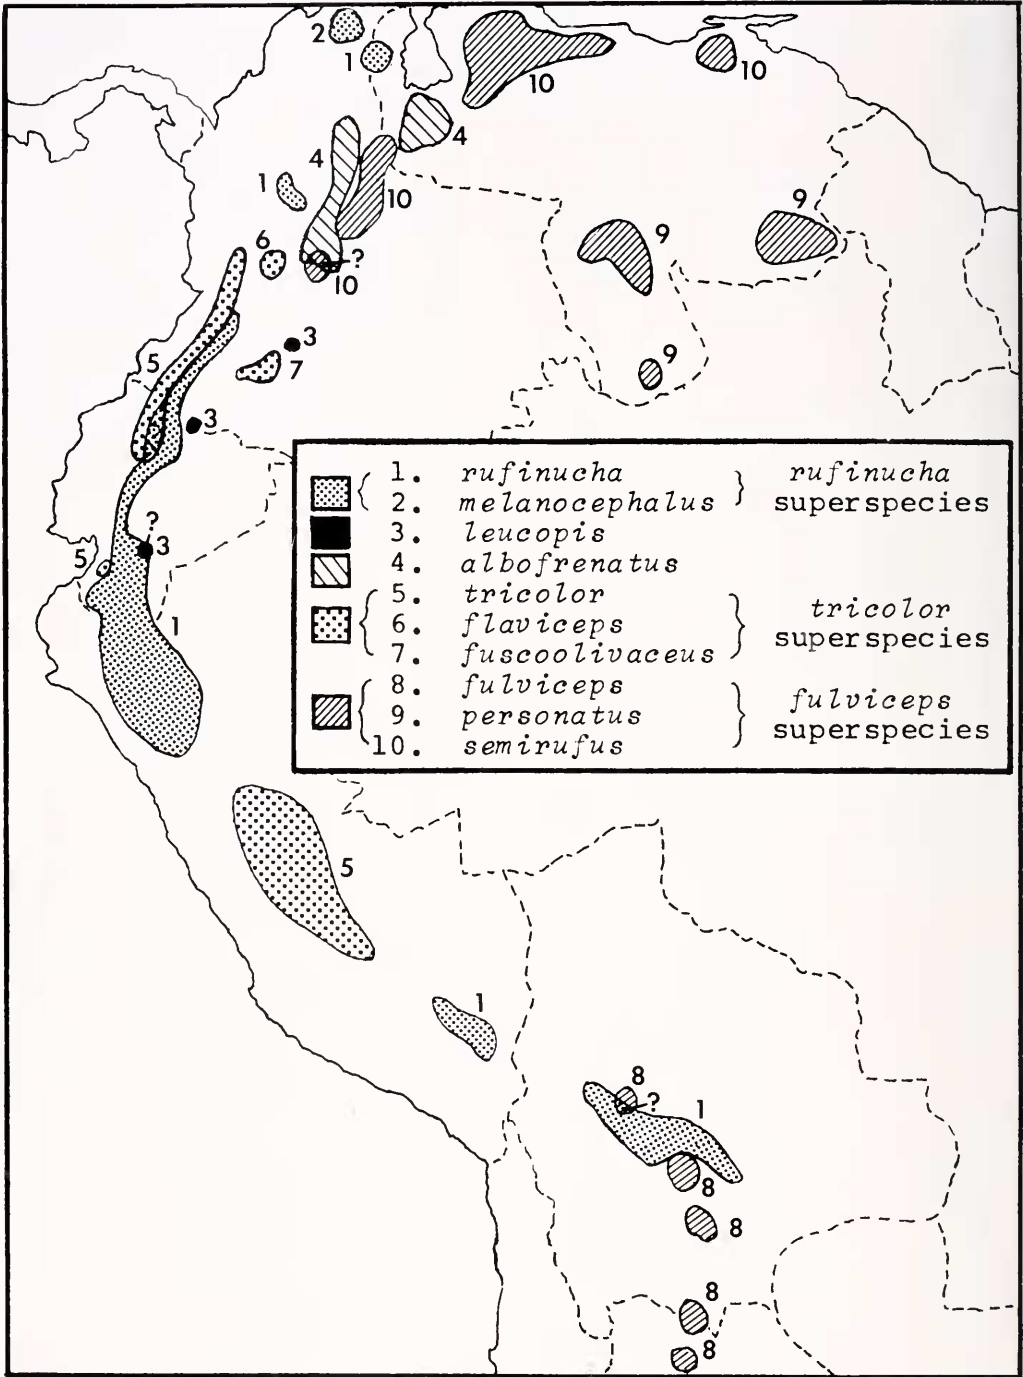 2
1
10
10
4
4
1
10
9
9
6
?
10
3
5
7
9
3
1. rufinucha
2. melanocephalus
rufinucha
superspecies
3. leucopis
4. albofrenatus
5. tricolor
6. flaviceps
7. fuscoolivaceus
tricolor
superspecies
8. fulviceps
9. personatus
10. semirufus
fulviceps
superspecies
?
3
5
1
5
1
8
?
1
8
8
8
8